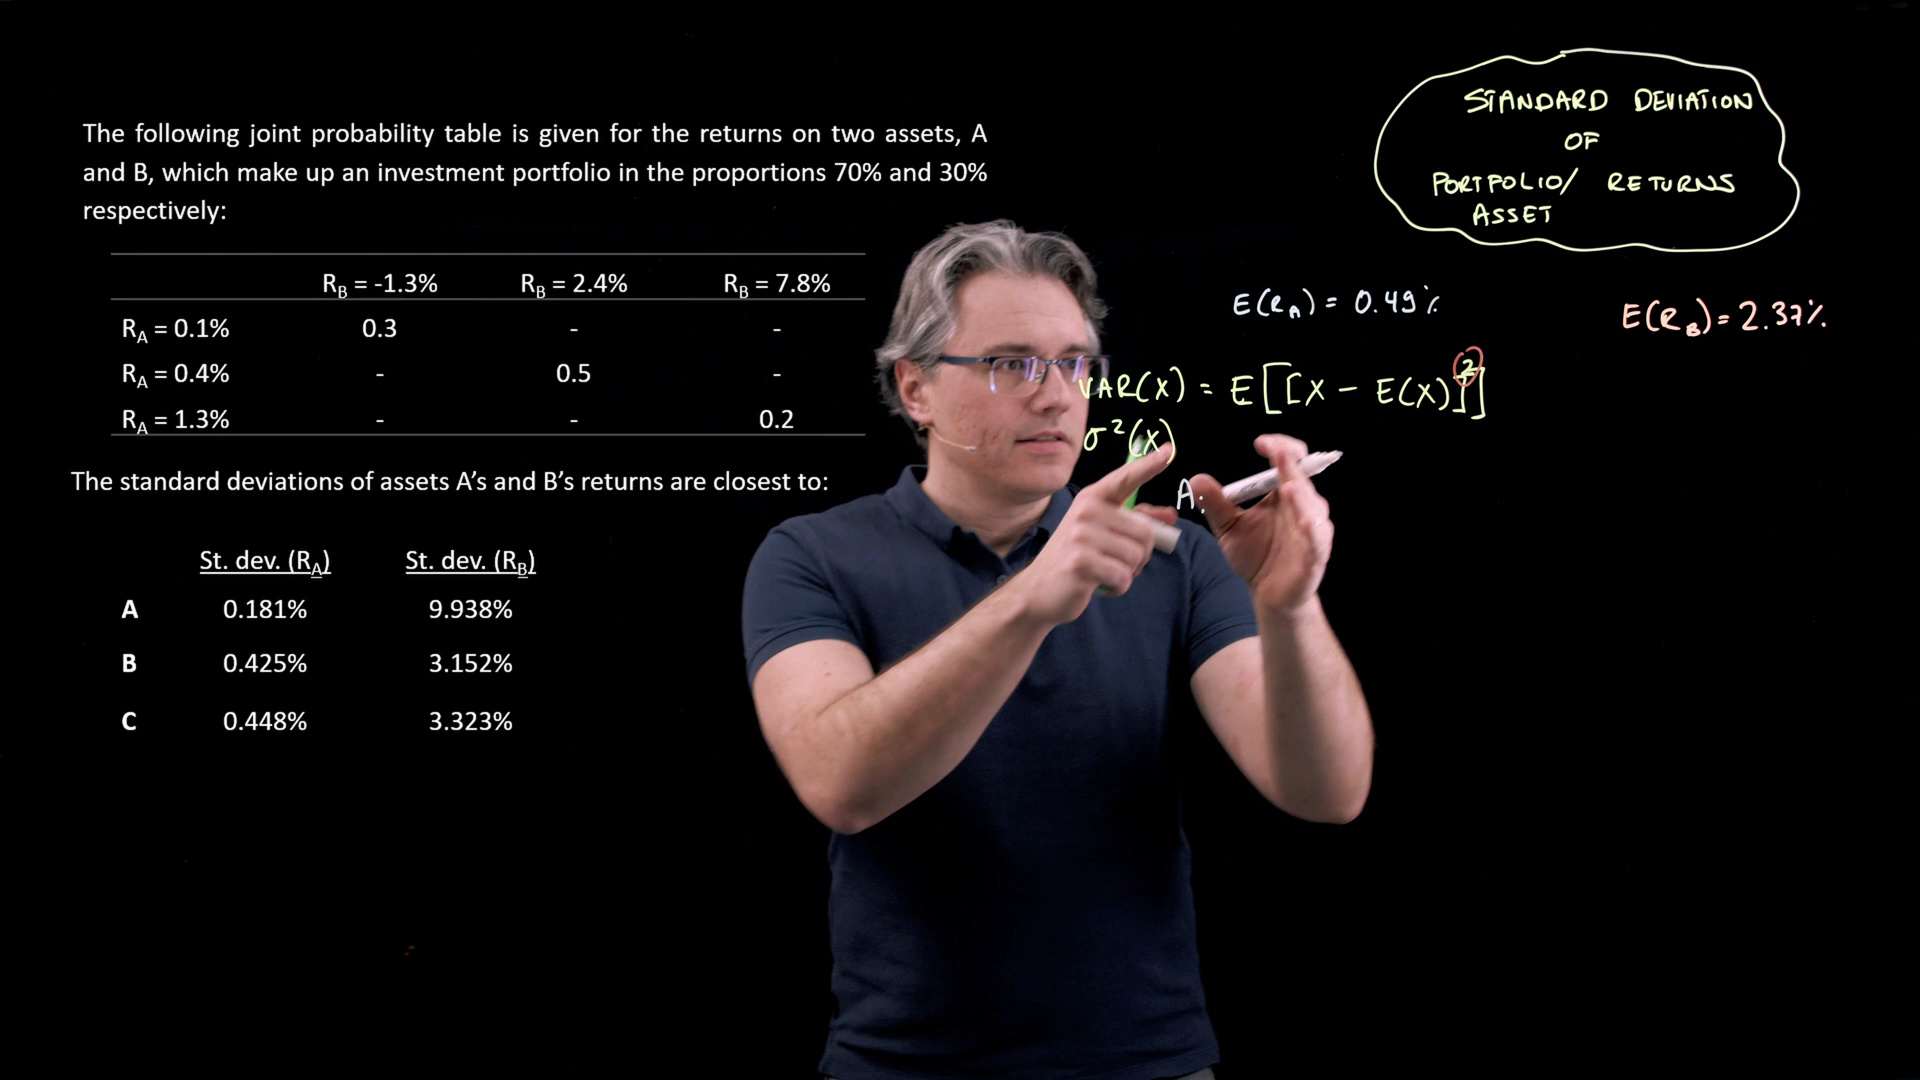 The following joint probability table is given for the returns on two assets, A
and B, which make up an investment portfolio in the proportions 70% and 30%
respectively:
R_B = -1.3% R_B = 2.4% R_B = 7.8%
R_A = 0.1% 0.3 - -
R_A = 0.4% - 0.5 -
R_A = 1.3% - - 0.2
The standard deviations of assets A's and B's returns are closest to:
St. dev. (R_A) St. dev. (R_B)
A 0.181% 9.938%
B 0.425% 3.152%
C 0.448% 3.323%
STANDARD DEVIATION
OF
PORTFOLIO/ RETURNS
ASSET
E(R_A) = 0.49%
E(R_B) = 2.37%
VAR(X) = E[[X - E(X)]²]
σ²(X)
A: